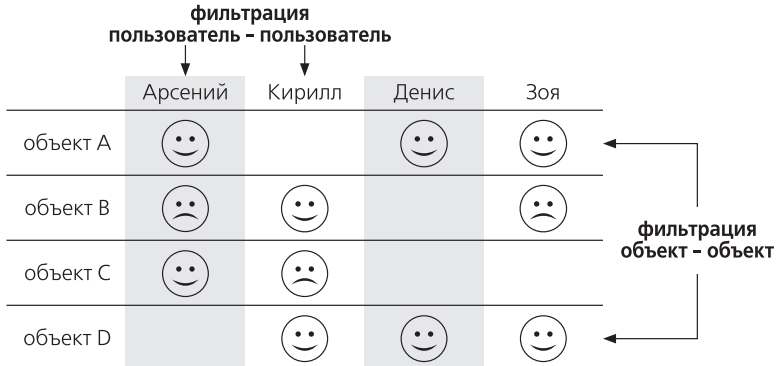 фильтрация
пользователь – пользователь
Арсений Кирилл Денис Зоя
объект A
объект B
фильтрация
объект – объект
объект C
объект D